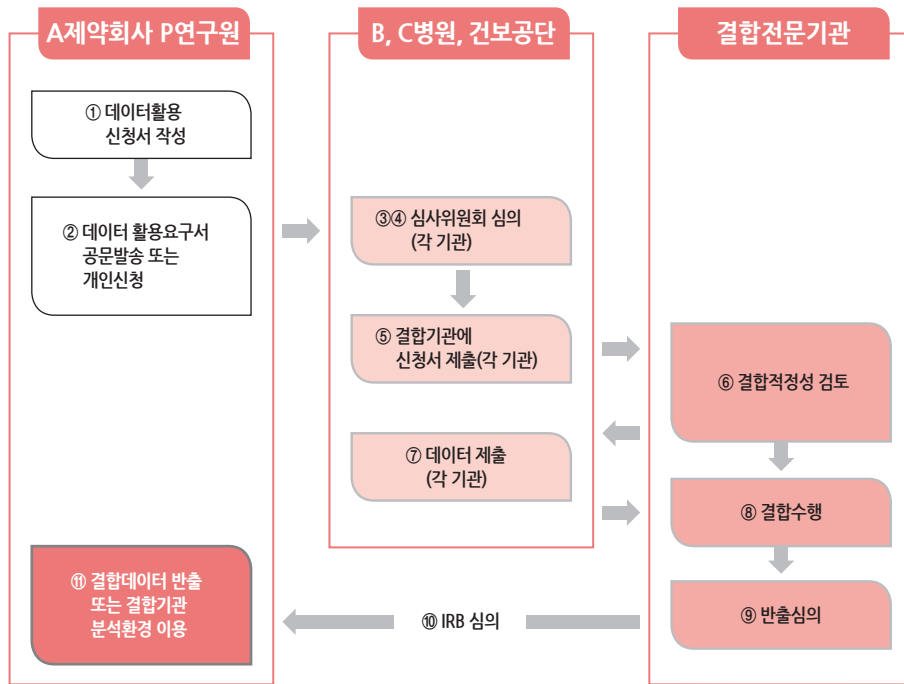 A제약회사 P연구원
B, C병원, 건보공단
결합전문기관
① 데이터활용
신청서 작성
② 데이터 활용요구서
공문발송 또는
개인신청
③④ 심사위원회 심의
(각 기관)
⑤ 결합기관에
신청서 제출(각 기관)
⑥ 결합적정성 검토
⑦ 데이터 제출
(각 기관)
⑧ 결합수행
⑨ 반출심의
⑩ IRB 심의
⑪ 결합데이터 반출
또는 결합기관
분석환경 이용